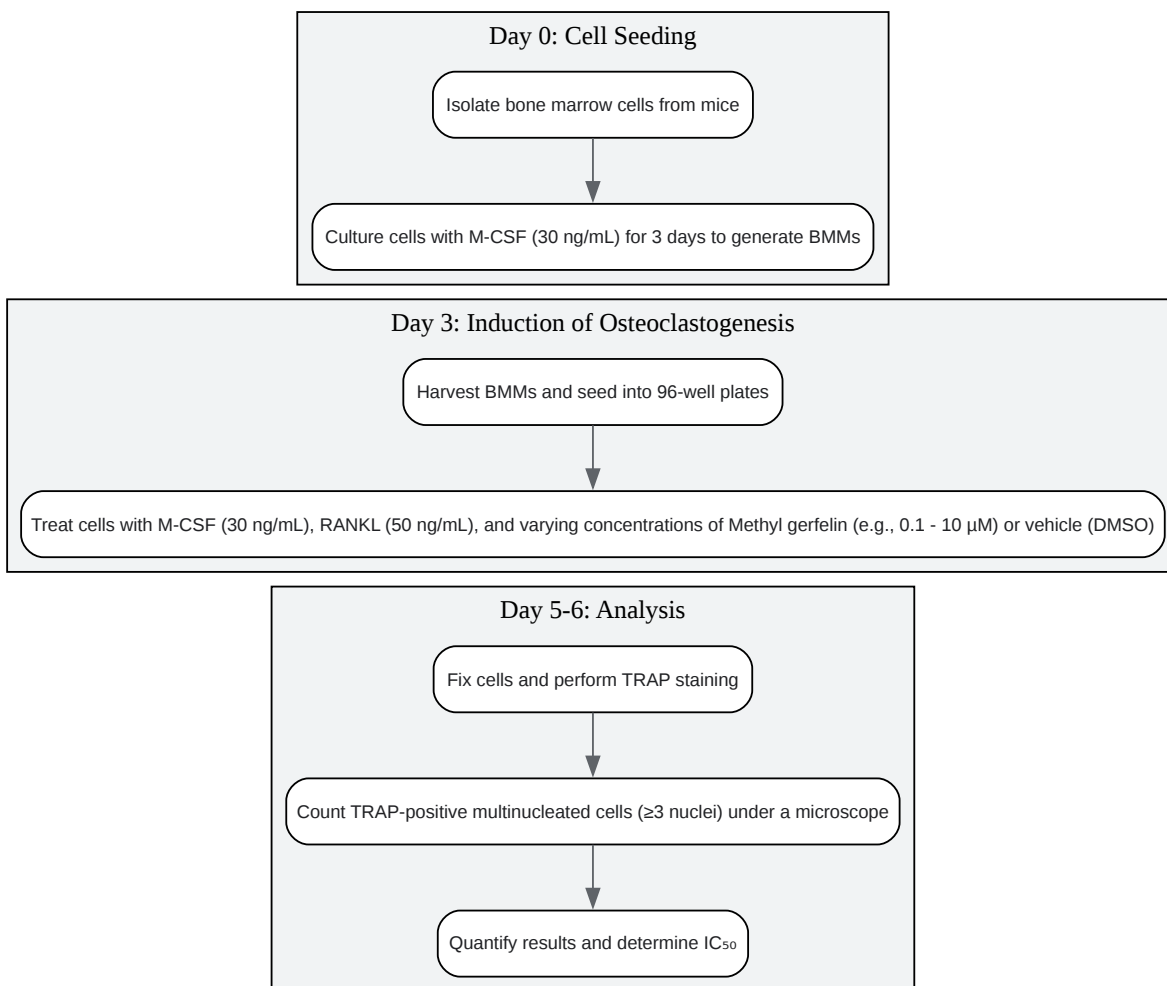 Day 0: Cell Seeding
Isolate bone marrow cells from mice
Culture cells with M-CSF (30 ng/mL) for 3 days to generate BMMs
Day 3: Induction of Osteoclastogenesis
Harvest BMMs and seed into 96-well plates
Treat cells with M-CSF (30 ng/mL), RANKL (50 ng/mL), and varying concentrations of Methyl gerfelin (e.g., 0.1 - 10 µM) or vehicle (DMSO)
Day 5-6: Analysis
Fix cells and perform TRAP staining
Count TRAP-positive multinucleated cells (≥3 nuclei) under a microscope
Quantify results and determine IC₅₀